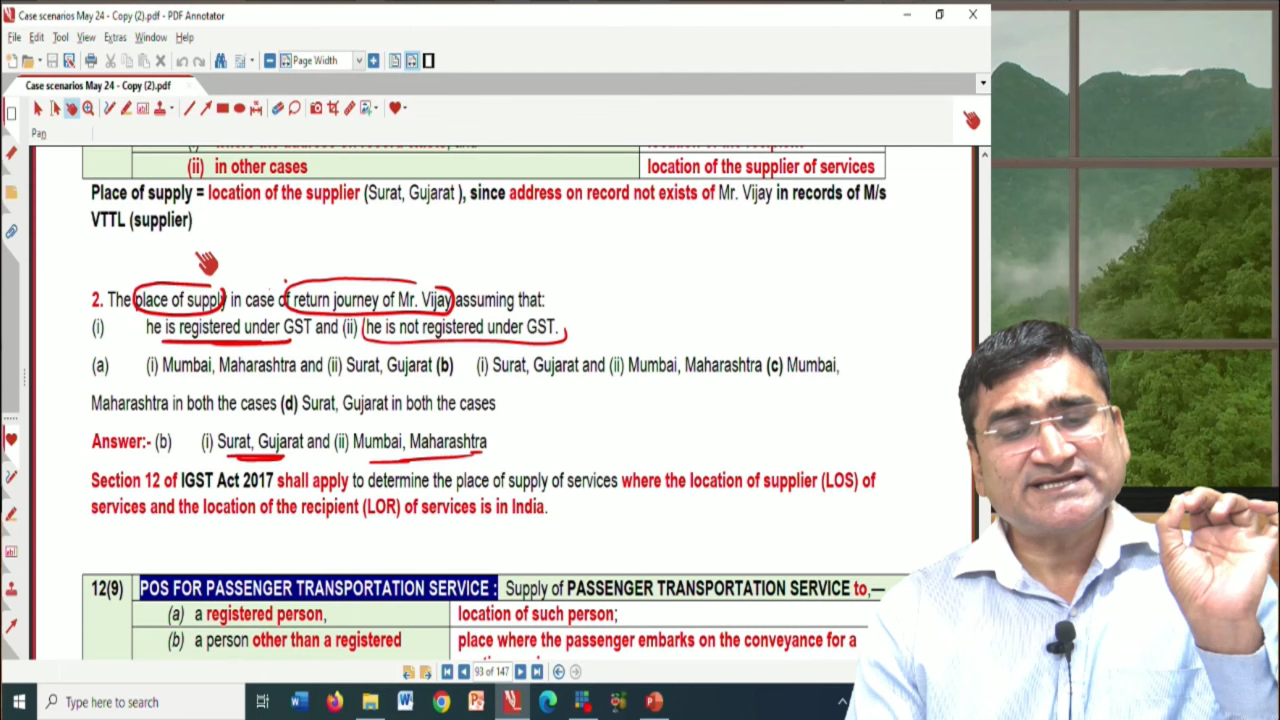 Case scenarios May 24 - Copy (2).pdf - PDF Annotator
File Edit Tool View Extras Window Help
Page Width
Case scenarios May 24 - Copy (2).pdf
Pan
(ii) in other cases location of the supplier of services
Place of supply = location of the supplier (Surat, Gujarat ), since address on record not exists of Mr. Vijay in records of M/s
VTTL (supplier)
2. The place of supply in case of return journey of Mr. Vijay assuming that:
(i) he is registered under GST and (ii) he is not registered under GST.
(a) (i) Mumbai, Maharashtra and (ii) Surat, Gujarat (b) (i) Surat, Gujarat and (ii) Mumbai, Maharashtra (c) Mumbai,
Maharashtra in both the cases (d) Surat, Gujarat in both the cases
Answer:- (b) (i) Surat, Gujarat and (ii) Mumbai, Maharashtra
Section 12 of IGST Act 2017 shall apply to determine the place of supply of services where the location of supplier (LOS) of
services and the location of the recipient (LOR) of services is in India.
12(9) POS FOR PASSENGER TRANSPORTATION SERVICE : Supply of PASSENGER TRANSPORTATION SERVICE to,—
(a) a registered person, location of such person;
(b) a person other than a registered place where the passenger embarks on the conveyance for a
93 of 147
Type here to search